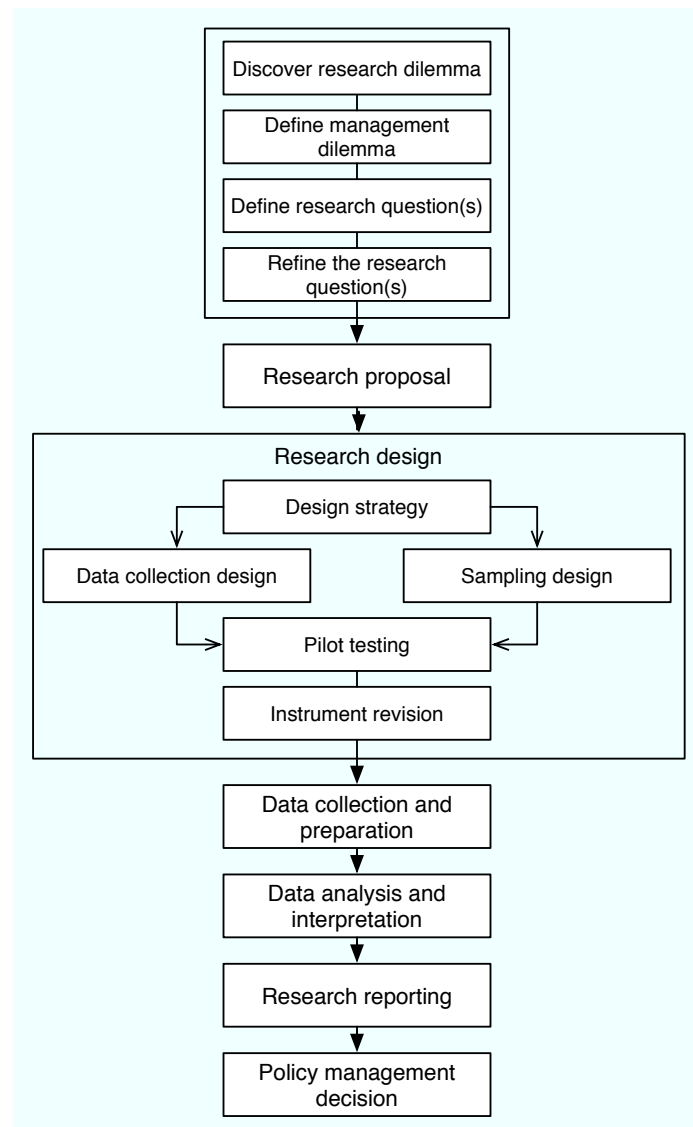 Discover research dilemma
Define management
dilemma
Define research question(s)
Refine the research
question(s)
Research proposal
Research design
Design strategy
Data collection design
Sampling design
Pilot testing
Instrument revision
Data collection and
preparation
Data analysis and
interpretation
Research reporting
Policy management
decision